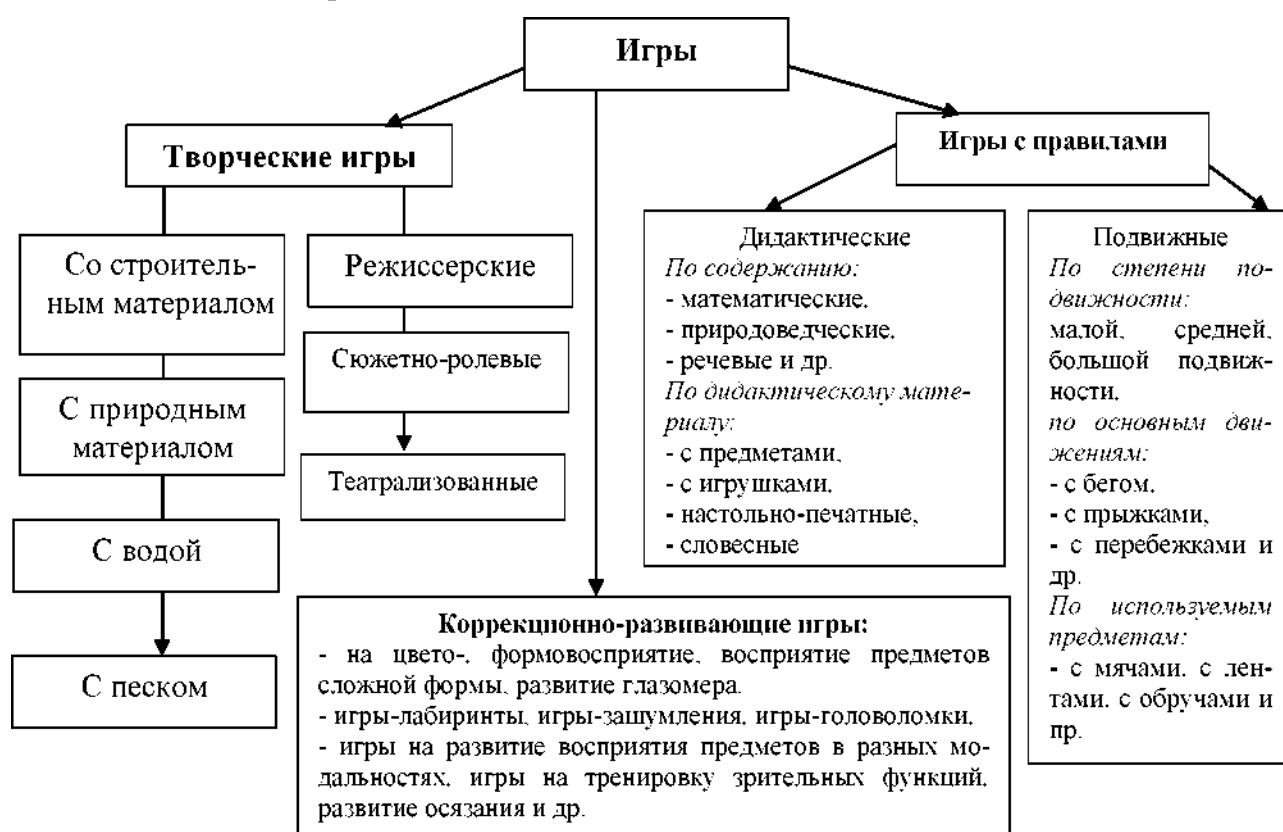 Игры
Творческие игры
Со строитель-
ным материалом
С природным
материалом
С водой
С песком
Режиссерские
Сюжетно-ролевые
Театрализованные
Игры с правилами
Дидактические
По содержанию:
- математические,
- природоведческие,
- речевые и др.
По дидактическому мате-
риалу:
- с предметами,
- с игрушками,
- настольно-печатные,
- словесные
Подвижные
По степени по-
движности:
малой, средней,
большой подвиж-
ности,
по основным дви-
жениям:
- с бегом,
- с прыжками,
- с перебежками и
др.
По используемым
предметам:
- с мячами, с лен-
тами, с обручами и
пр.
Коррекционно-развивающие игры:
- на цвето-, формовосприятие, восприятие предметов
сложной формы, развитие глазомера.
- игры-лабиринты, игры-зашумления, игры-головоломки,
- игры на развитие восприятия предметов в разных мо-
дальностях, игры на тренировку зрительных функций,
развитие осязания и др.